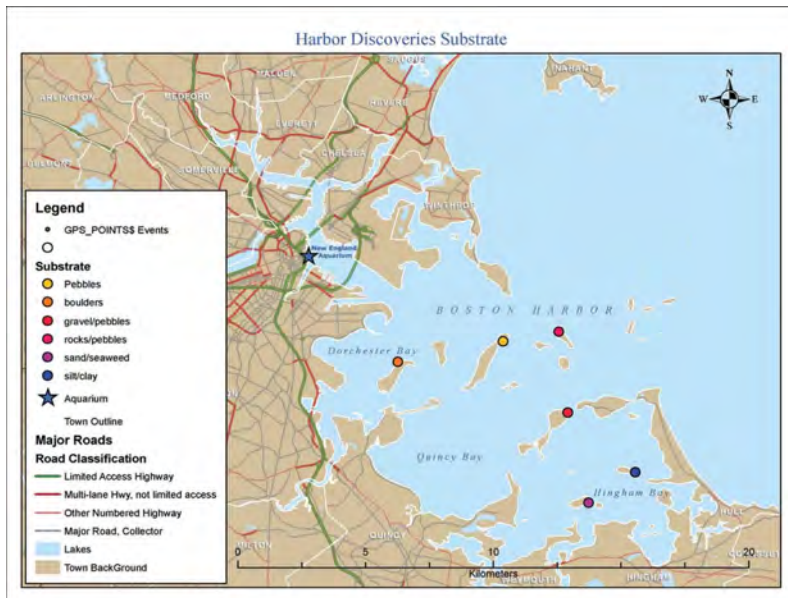 Harbor Discoveries Substrate
NAHANT
MALDEN
ARLINGTON
MEDFORD
REVERE
EVERETT
CHELSEA
SOMERVILLE
N
W E
S
WINTHROP
New England
Aquarium
BOSTON HARBOR
Dorchester Bay
Quincy Bay
Hingham Bay
HULL
QUINCY
HINGHAM
Legend
GPS_POINTS$ Events
Substrate
Pebbles
boulders
gravel/pebbles
rocks/pebbles
sand/seaweed
silt/clay
Aquarium
Town Outline
Major Roads
Road Classification
Limited Access Highway
Multi-lane Hwy, not limited access
Other Numbered Highway
Major Road, Collector
Lakes
Town BackGround
0 5 10 20
Kilometers